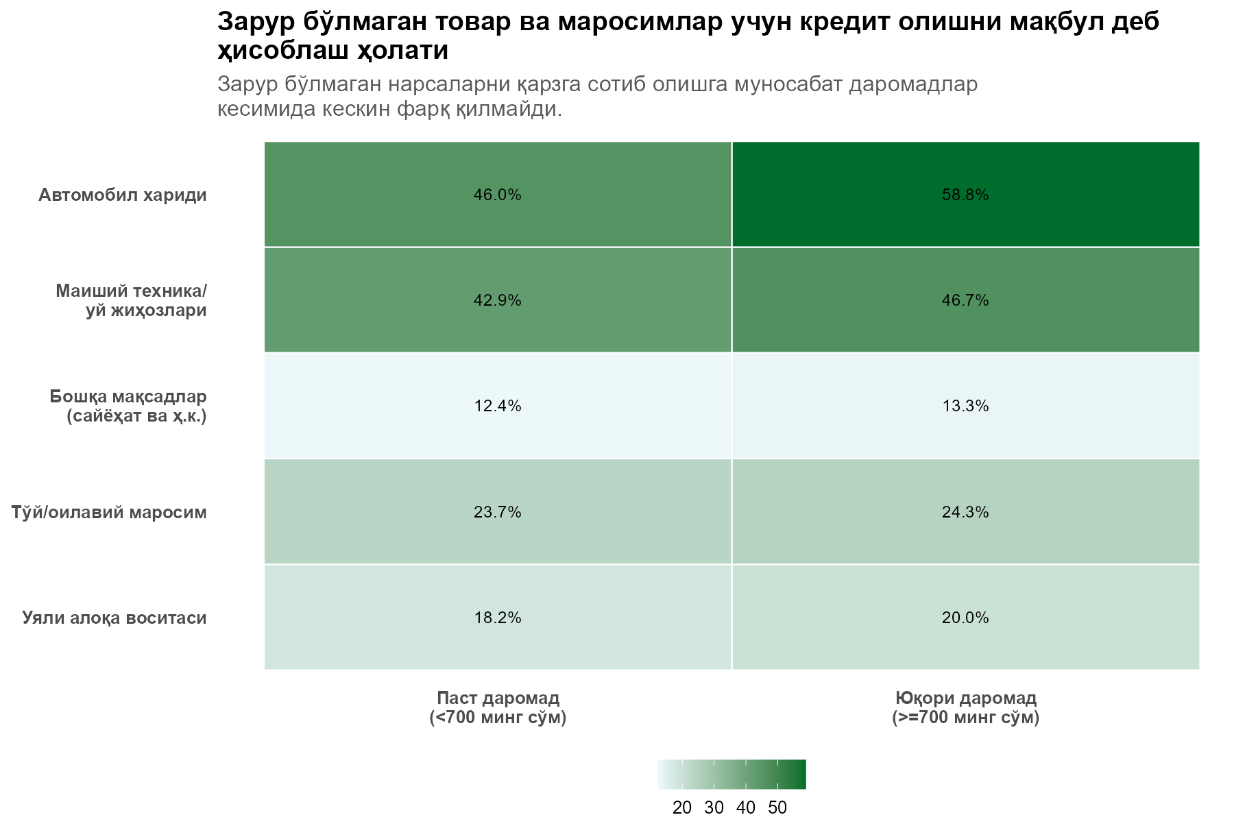 Зарур бўлмаган товар ва маросимлар учун кредит олишни мақбул деб
ҳисоблаш ҳолати
Зарур бўлмаган нарсаларни қарзга сотиб олишга муносабат даромадлар
кесимида кескин фарқ қилмайди.
Автомобил хариди
46.0%
58.8%
Маиший техника/
уй жиҳозлари
42.9%
46.7%
Бошқа мақсадлар
(сайёҳат ва ҳ.к.)
12.4%
13.3%
Тўй/оилавий маросим
23.7%
24.3%
Уяли алоқа воситаси
18.2%
20.0%
Паст даромад
(<700 минг сўм)
Юқори даромад
(>=700 минг сўм)
20 30 40 50